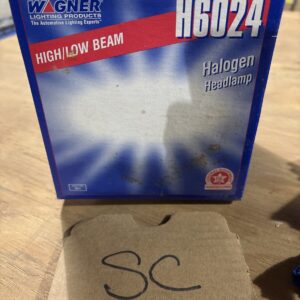 WAGNER
LIGHTING PRODUCTS
The Automotive Lighting Experts
H6024
HIGH/LOW BEAM
Halogen
Headlamp
SC